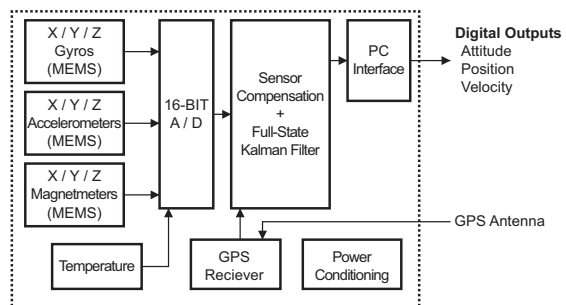 X / Y / Z
Gyros
(MEMS)
X / Y / Z
Accelerometers
(MEMS)
X / Y / Z
Magnetmeters
(MEMS)
Temperature
16-BIT
A / D
Sensor
Compensation
+
Full-State
Kalman Filter
GPS
Reciever
PC
Interface
Power
Conditioning
Digital Outputs
Attitude
Position
Velocity
GPS Antenna